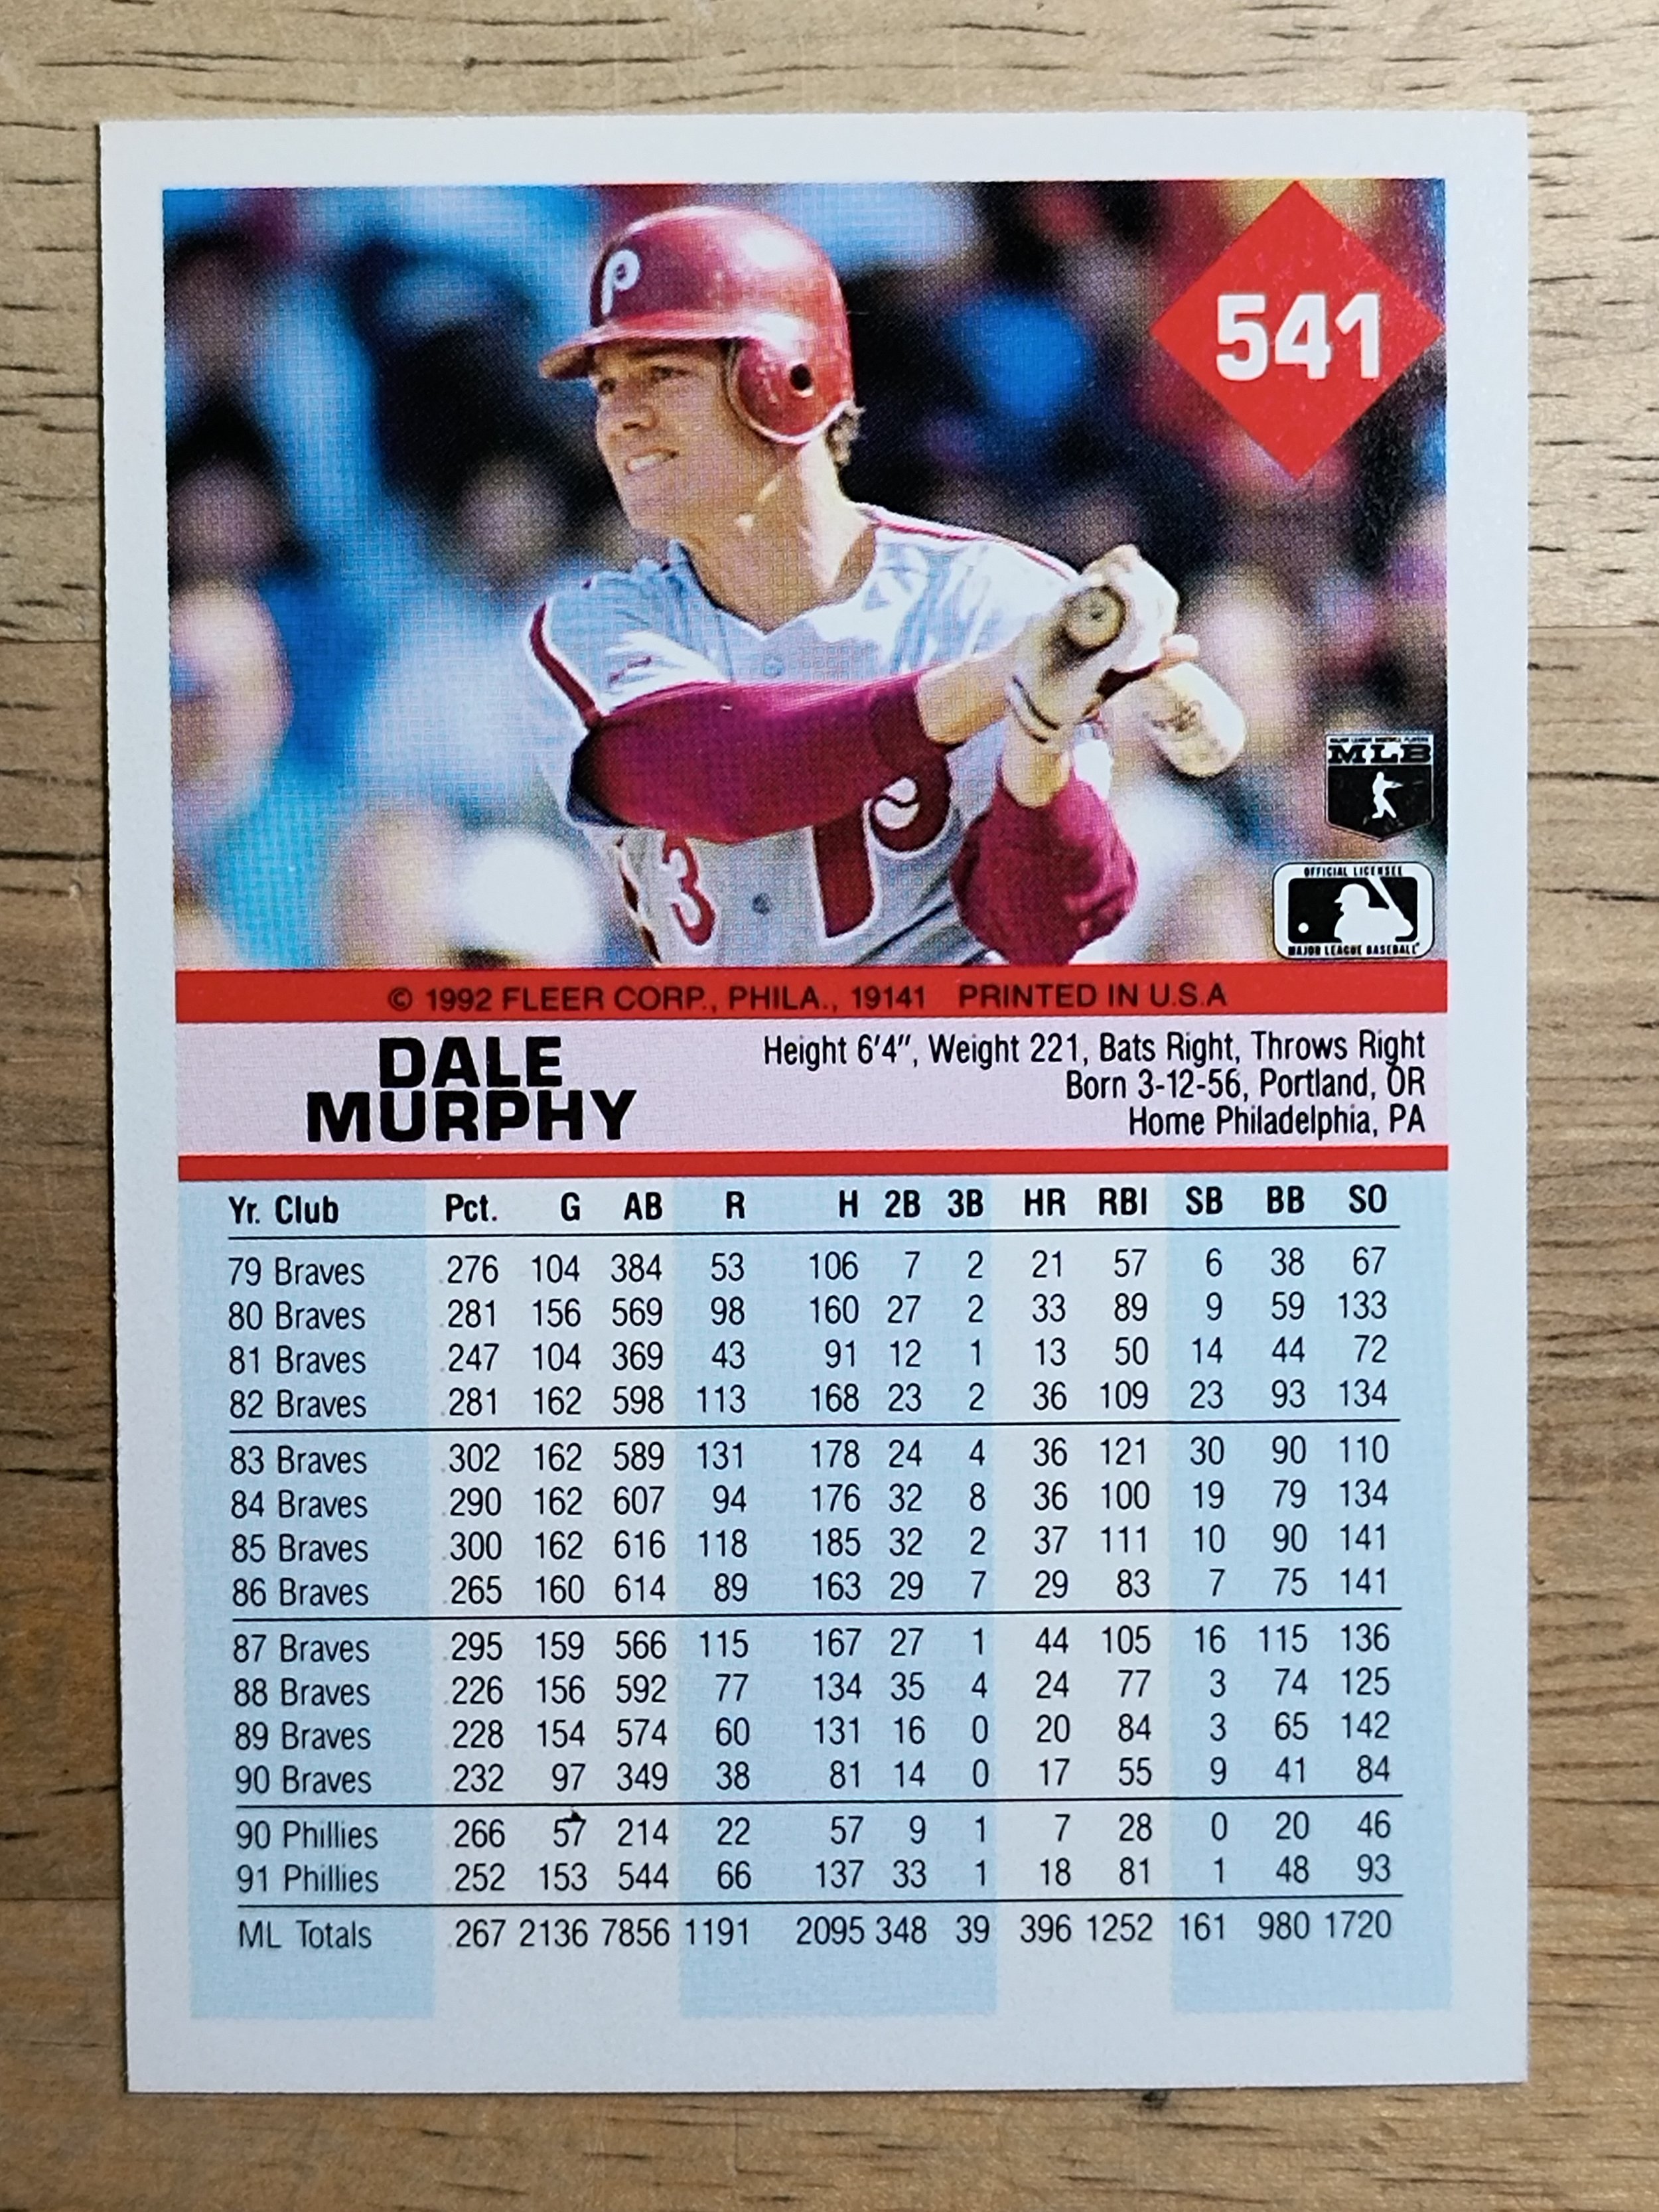 P
541
MAJOR LEAGUE BASEBALL PLAYERS
MLB
3 P
OFFICIAL LICENSEE
MAJOR LEAGUE BASEBALL
© 1992 FLEER CORP., PHILA., 19141 PRINTED IN U.S.A
DALE
MURPHY
Height 6'4", Weight 221, Bats Right, Throws Right
Born 3-12-56, Portland, OR
Home Philadelphia, PA
Yr. Club Pct. G AB R H 2B 3B HR RBI SB BB SO
79 Braves .276 104 384 53 106 7 2 21 57 6 38 67
80 Braves .281 156 569 98 160 27 2 33 89 9 59 133
81 Braves .247 104 369 43 91 12 1 13 50 14 44 72
82 Braves .281 162 598 113 168 23 2 36 109 23 93 134
83 Braves .302 162 589 131 178 24 4 36 121 30 90 110
84 Braves .290 162 607 94 176 32 8 36 100 19 79 134
85 Braves .300 162 616 118 185 32 2 37 111 10 90 141
86 Braves .265 160 614 89 163 29 7 29 83 7 75 141
87 Braves .295 159 566 115 167 27 1 44 105 16 115 136
88 Braves .226 156 592 77 134 35 4 24 77 3 74 125
89 Braves .228 154 574 60 131 16 0 20 84 3 65 142
90 Braves .232 97 349 38 81 14 0 17 55 9 41 84
90 Phillies .266 57 214 22 57 9 1 7 28 0 20 46
91 Phillies .252 153 544 66 137 33 1 18 81 1 48 93
ML Totals .267 2136 7856 1191 2095 348 39 396 1252 161 980 1720